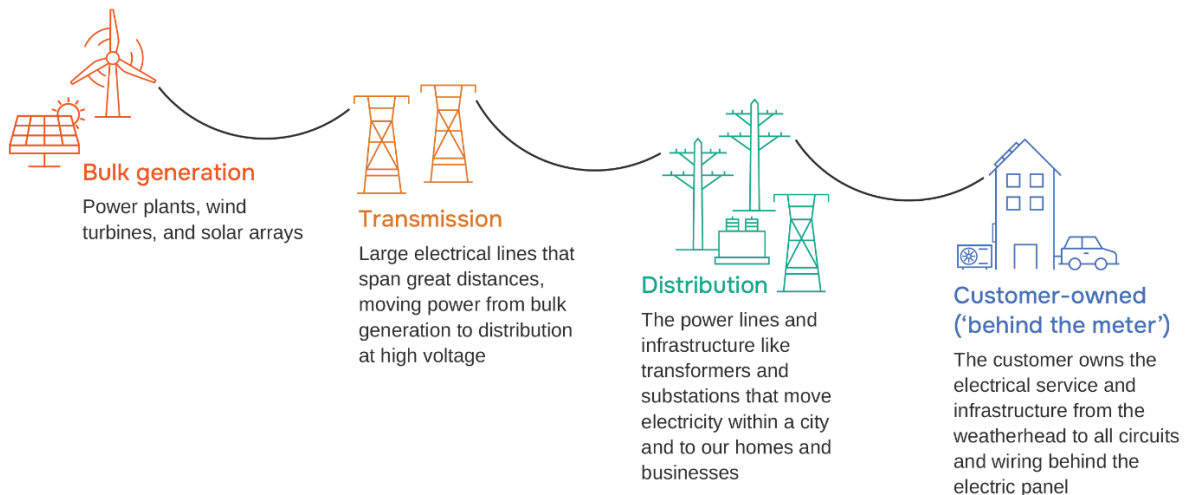 Bulk generation
Power plants, wind
turbines, and solar arrays
Transmission
Large electrical lines that
span great distances,
moving power from bulk
generation to distribution
at high voltage
Distribution
The power lines and
infrastructure like
transformers and
substations that move
electricity within a city
and to our homes and
businesses
Customer-owned
(‘behind the meter’)
The customer owns the
electrical service and
infrastructure from the
weatherhead to all circuits
and wiring behind the
electric panel